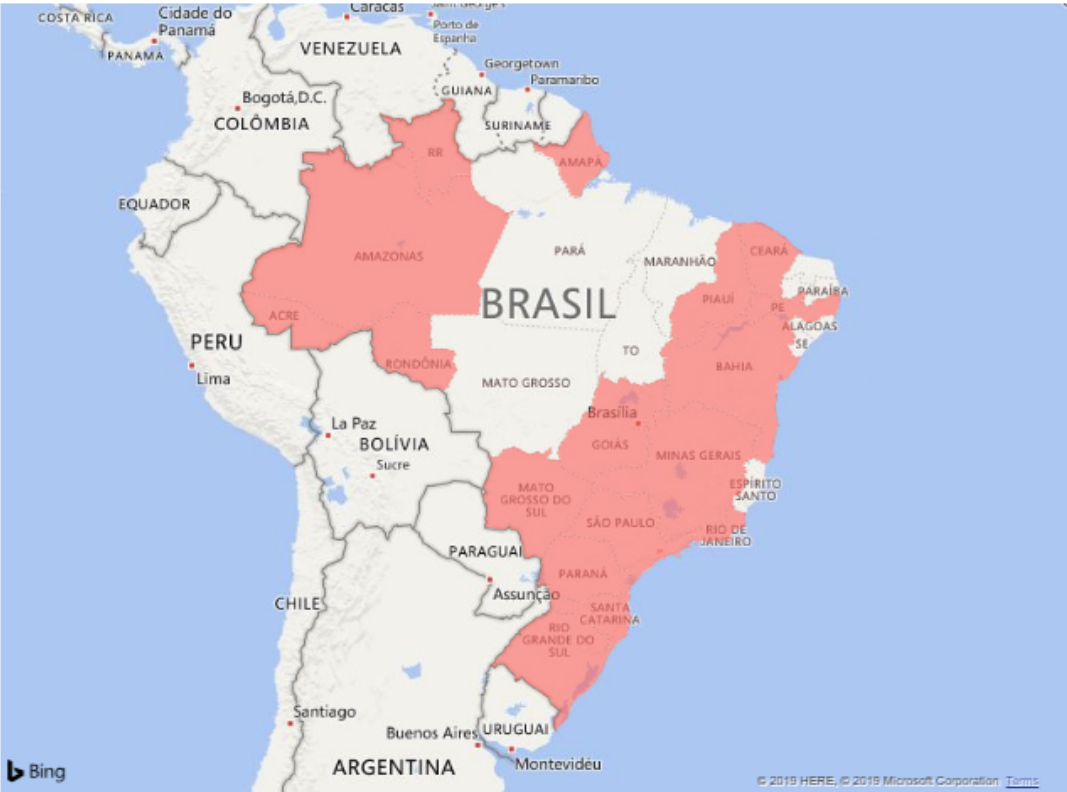 COSTA RICA
Cidade do
Panamá
PANAMÁ
Caracas
Porto de
Espanha
VENEZUELA
Georgetown
Paramaribo
GUIANA
SURINAME
Bogotá,D.C.
COLÔMBIA
RR
AMAPÁ
EQUADOR
AMAZONAS
PARÁ
MARANHÃO
CEARÁ
BRASIL
PIAUÍ
PE
PARAÍBA
ACRE
ALAGOAS
SE
PERU
Lima
RONDÔNIA
TO
BAHIA
MATO GROSSO
Brasília
La Paz
BOLÍVIA
Sucre
GOIÁS
MINAS GERAIS
ESPÍRITO
SANTO
MATO
GROSSO DO
SUL
SÃO PAULO
RIO DE
JANEIRO
PARAGUAI
PARANÁ
Assunção
CHILE
SANTA
CATARINA
RIO
GRANDE DO
SUL
Santiago
Buenos Aires
URUGUAI
Montevidéu
ARGENTINA
Bing
© 2019 HERE, © 2019 Microsoft Corporation Terms